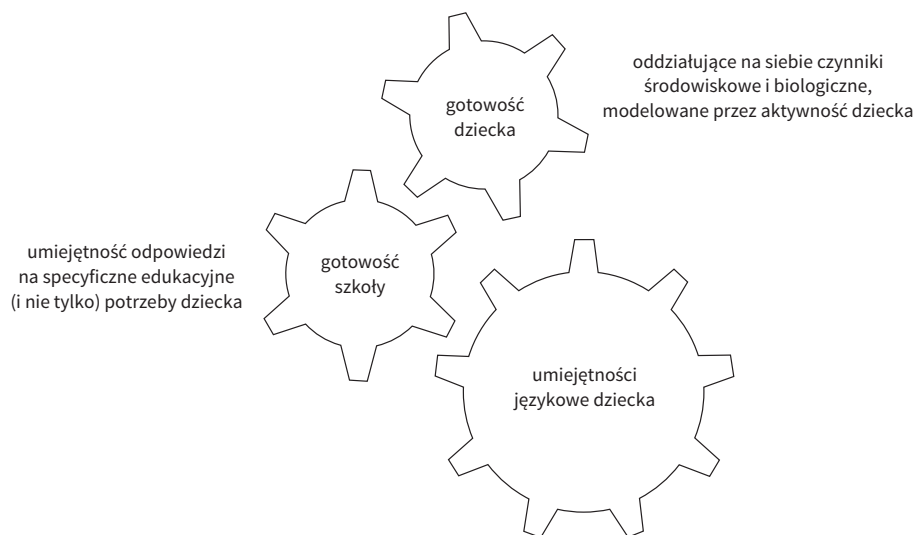 gotowość
dziecka
oddziałujące na siebie czynniki
środowiskowe i biologiczne,
modelowane przez aktywność dziecka
umiejętność odpowiedzi
na specyficzne edukacyjne
(i nie tylko) potrzeby dziecka
gotowość
szkoły
umiejętności
językowe dziecka